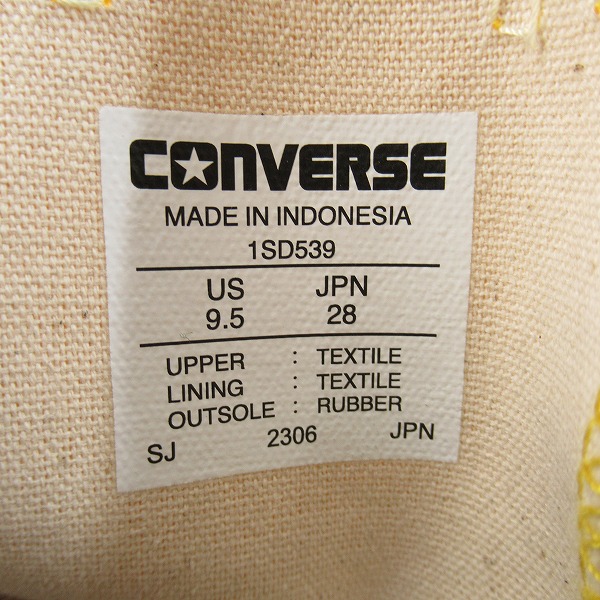 CONVERSE
MADE IN INDONESIA
1SD539
US JPN
9.5 28
UPPER : TEXTILE
LINING : TEXTILE
OUTSOLE : RUBBER
SJ 2306 JPN